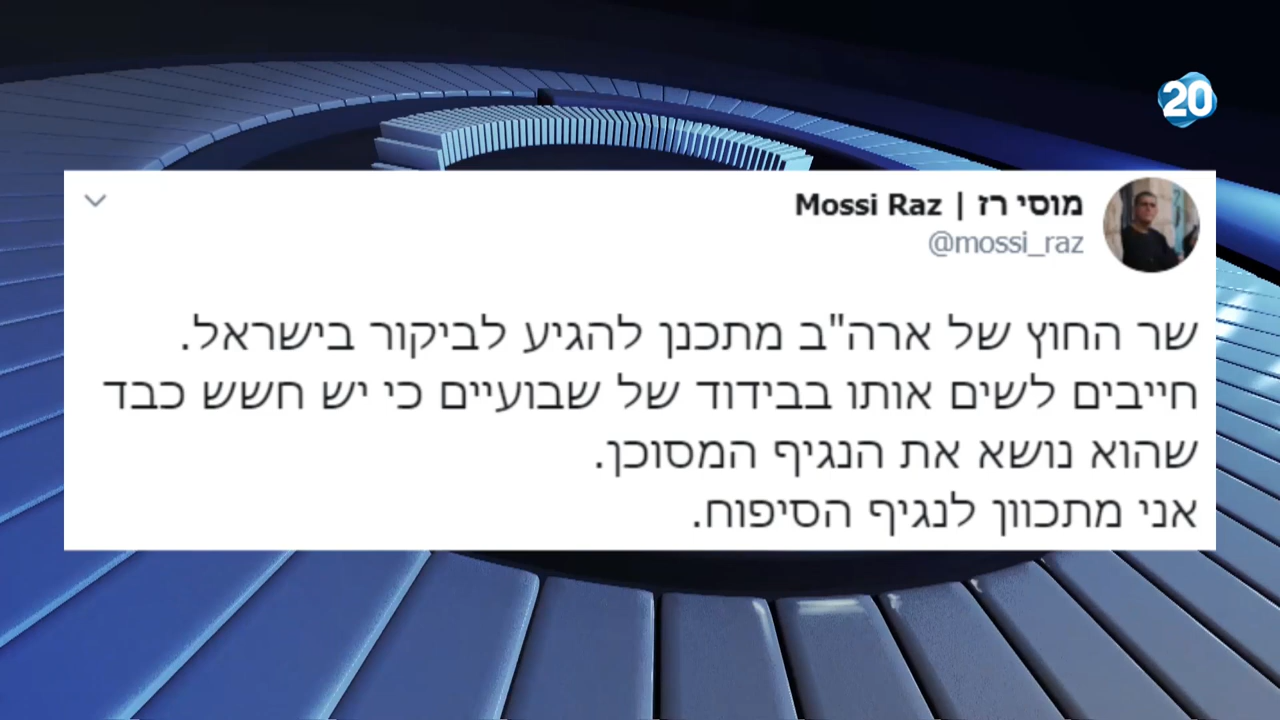 20
מוסי רז | Mossi Raz
@mossi_raz
שר החוץ של ארה"ב מתכנן להגיע לביקור בישראל.
חייבים לשים אותו בבידוד של שבועיים כי יש חשש כבד
שהוא נושא את הנגיף המסוכן.
אני מתכוון לנגיף הסיפוח.